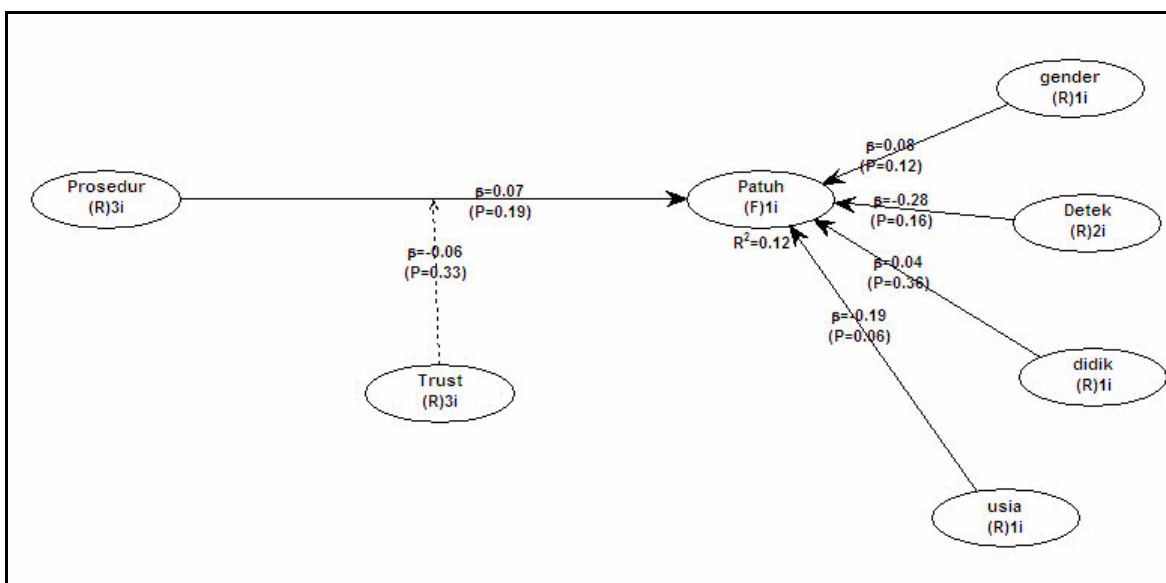 gender
(R)1i
β=0.08
(P=0.12)
Prosedur
(R)3i
β=0.07
(P=0.19)
Patuh
(F)1i
R²=0.12
β=-0.28
(P=0.16)
Detek
(R)2i
β=-0.06
(P=0.33)
β=0.04
(P=0.36)
β=-0.19
(P=0.06)
Trust
(R)3i
didik
(R)1i
usia
(R)1i